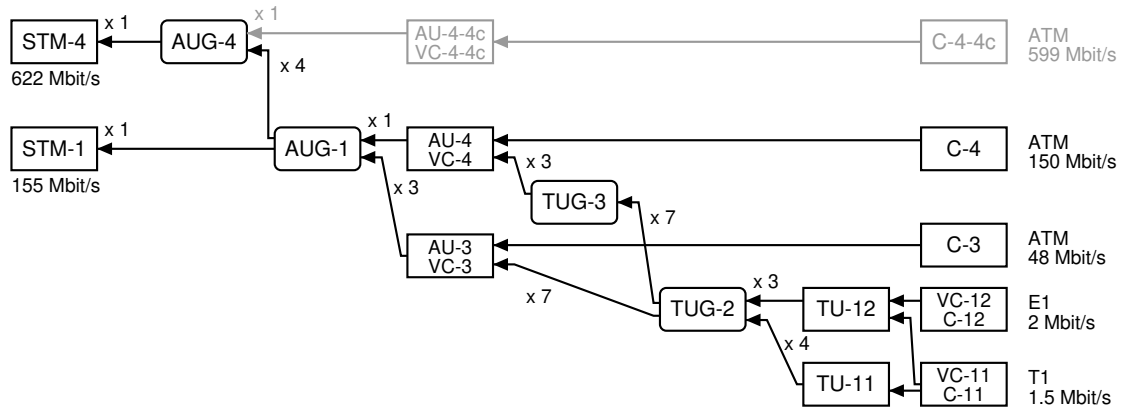 x 1
x 1
STM-4
AUG-4
AU-4-4c
VC-4-4c
C-4-4c
ATM
599 Mbit/s
622 Mbit/s
x 4
x 1
x 1
STM-1
AUG-1
AU-4
VC-4
C-4
ATM
150 Mbit/s
155 Mbit/s
x 3
x 3
TUG-3
x 7
AU-3
VC-3
C-3
ATM
48 Mbit/s
x 7
x 3
TUG-2
TU-12
VC-12
C-12
E1
2 Mbit/s
x 4
TU-11
VC-11
C-11
T1
1.5 Mbit/s